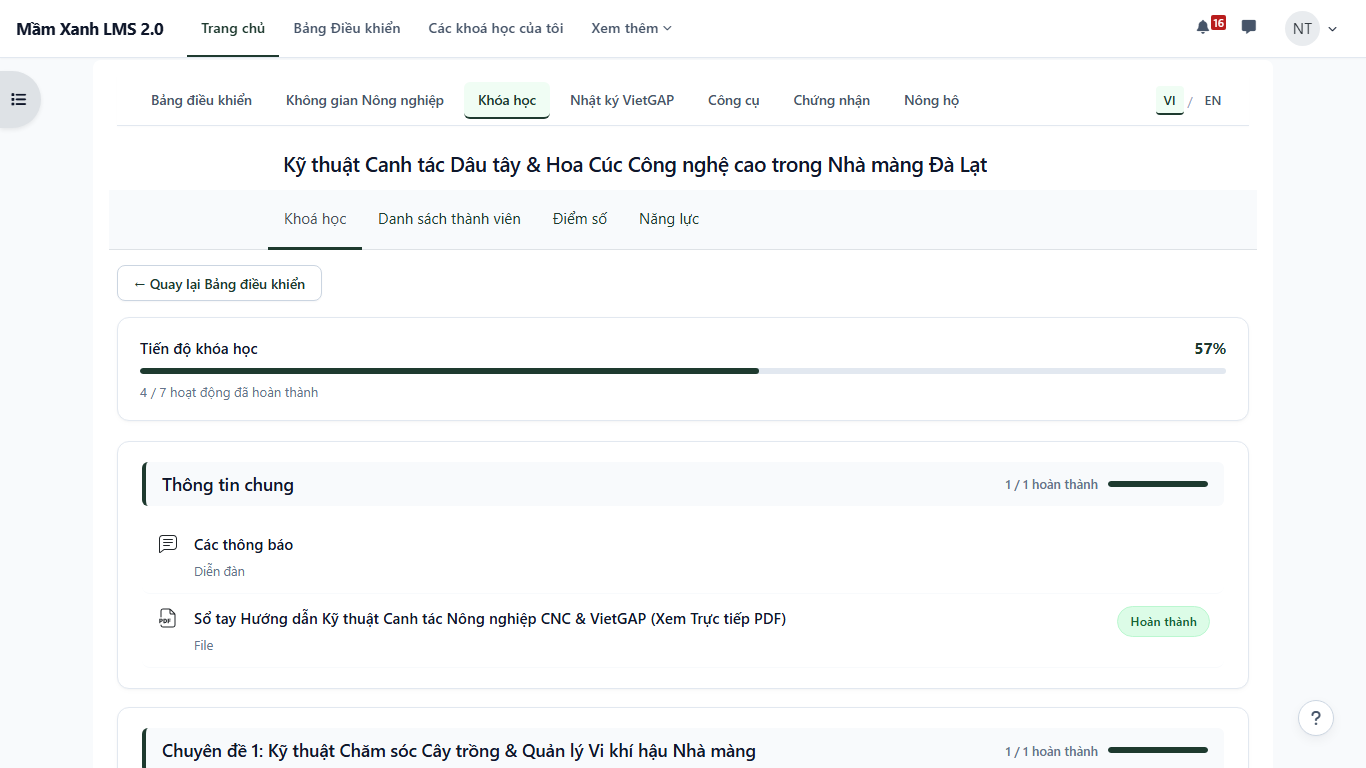 Mầm Xanh LMS 2.0
Trang chủ
Bảng Điều khiển
Các khoá học của tôi
Xem thêm
16
NT
Bảng điều khiển
Không gian Nông nghiệp
Khóa học
Nhật ký VietGAP
Công cụ
Chứng nhận
Nông hộ
VI / EN
Kỹ thuật Canh tác Dâu tây & Hoa Cúc Công nghệ cao trong Nhà màng Đà Lạt
Khoá học
Danh sách thành viên
Điểm số
Năng lực
← Quay lại Bảng điều khiển
Tiến độ khóa học
57%
4 / 7 hoạt động đã hoàn thành
Thông tin chung
1 / 1 hoàn thành
Các thông báo
Diễn đàn
PDF
Sổ tay Hướng dẫn Kỹ thuật Canh tác Nông nghiệp CNC & VietGAP (Xem Trực tiếp PDF)
Hoàn thành
File
?
Chuyên đề 1: Kỹ thuật Chăm sóc Cây trồng & Quản lý Vi khí hậu Nhà màng
1 / 1 hoàn thành